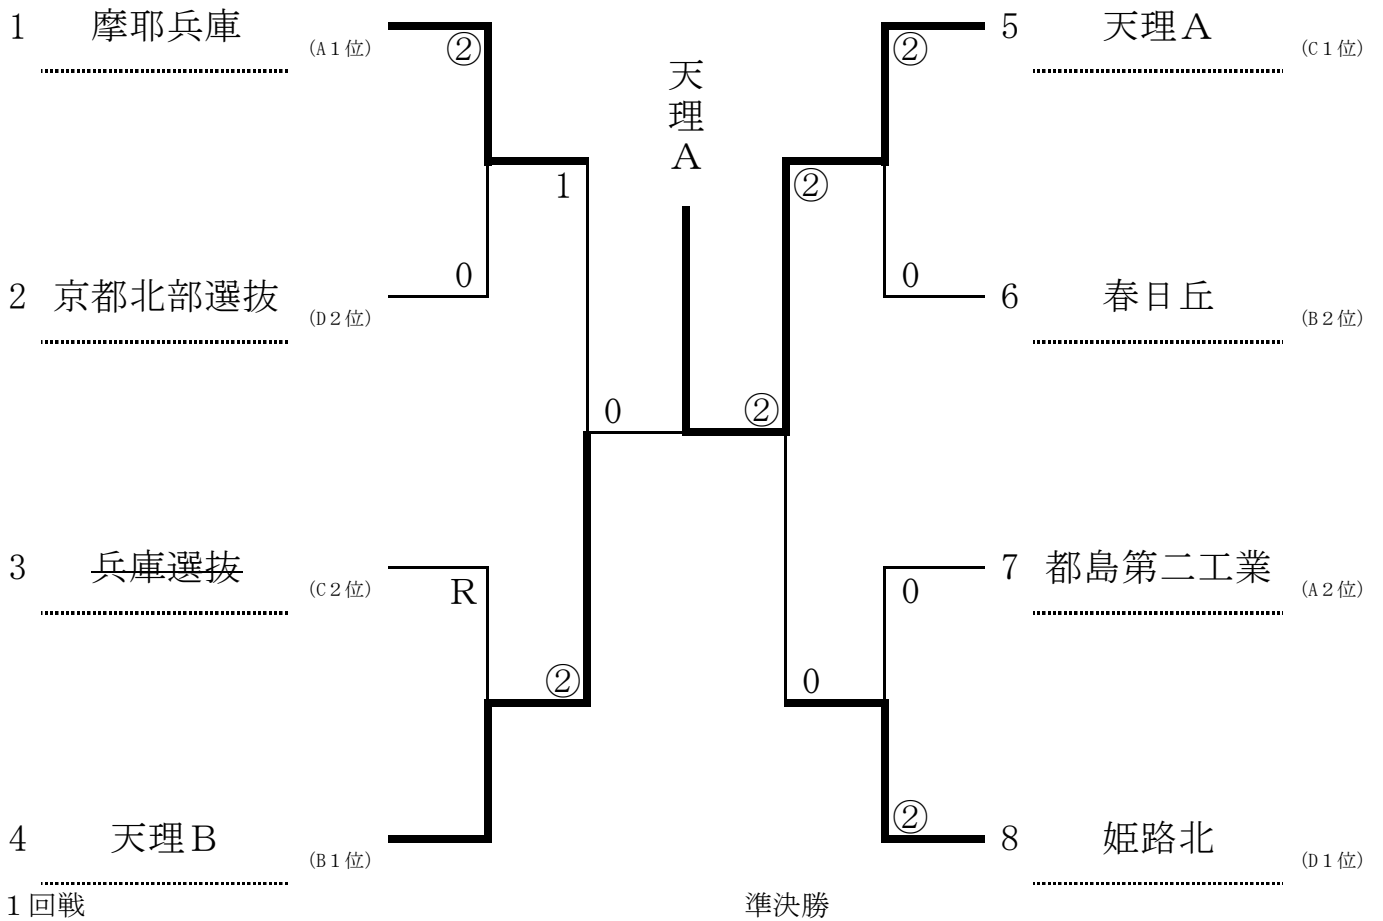 1 摩耶兵庫 (A１位) ② ② 5 天理Ａ (C１位)
天理Ａ
1 ②
2 京都北部選抜 (D２位) 0 0 6 春日丘 (B２位)
0 ②
3 兵庫選抜 (C２位) R 0 7 都島第二工業 (A２位)
② 0
4 天理Ｂ (B１位) ② 8 姫路北 (D１位)
１回戦 準決勝